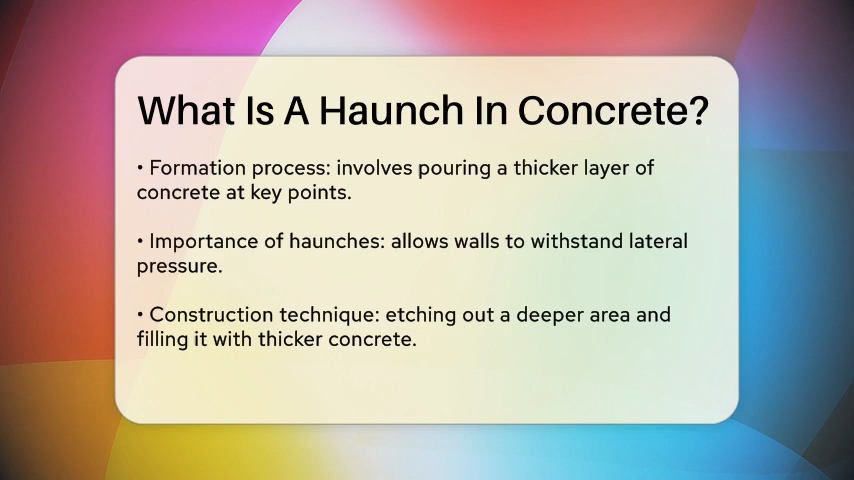 What Is A Haunch In Concrete?
• Formation process: involves pouring a thicker layer of
concrete at key points.
• Importance of haunches: allows walls to withstand lateral
pressure.
• Construction technique: etching out a deeper area and
filling it with thicker concrete.